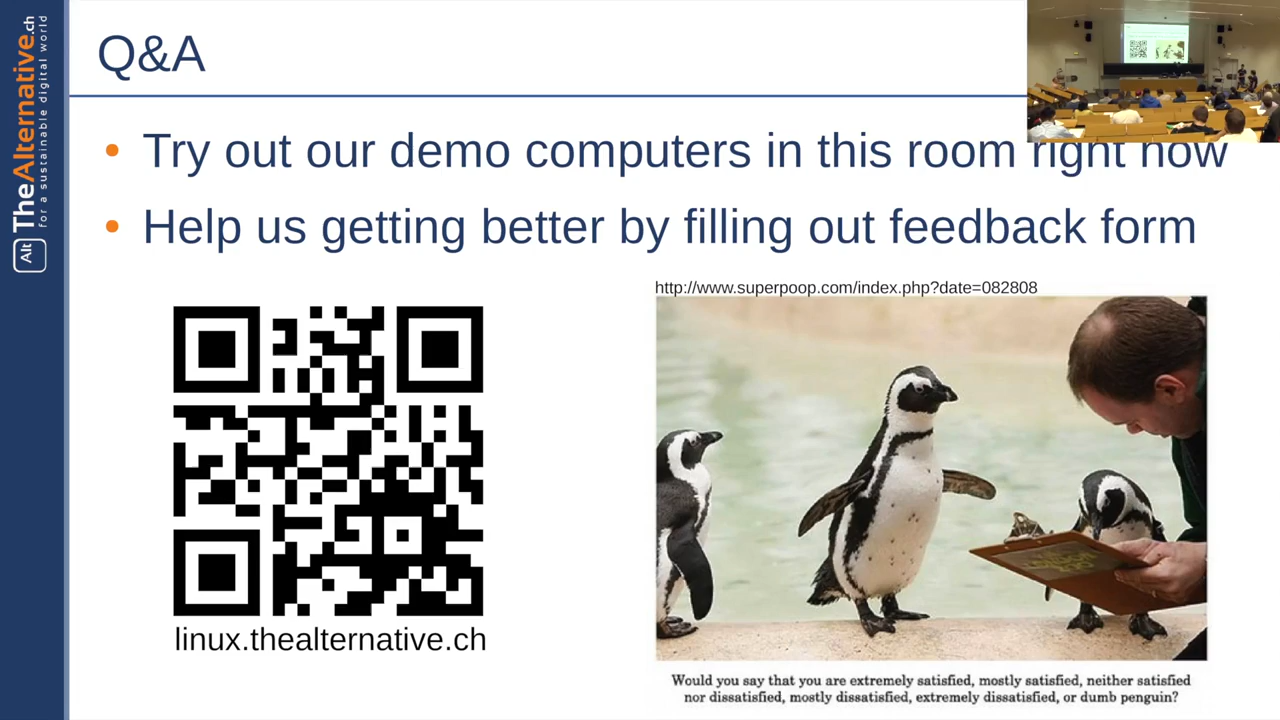 Q&A
Try out our demo computers in this room right now
Help us getting better by filling out feedback form
http://www.superpoop.com/index.php?date=082808
linux.thealternative.ch
Would you say that you are extremely satisfied, mostly satisfied, neither satisfied
nor dissatisfied, mostly dissatisfied, extremely dissatisfied, or dumb penguin?
Alt TheAlternative.ch
for a sustainable digital world